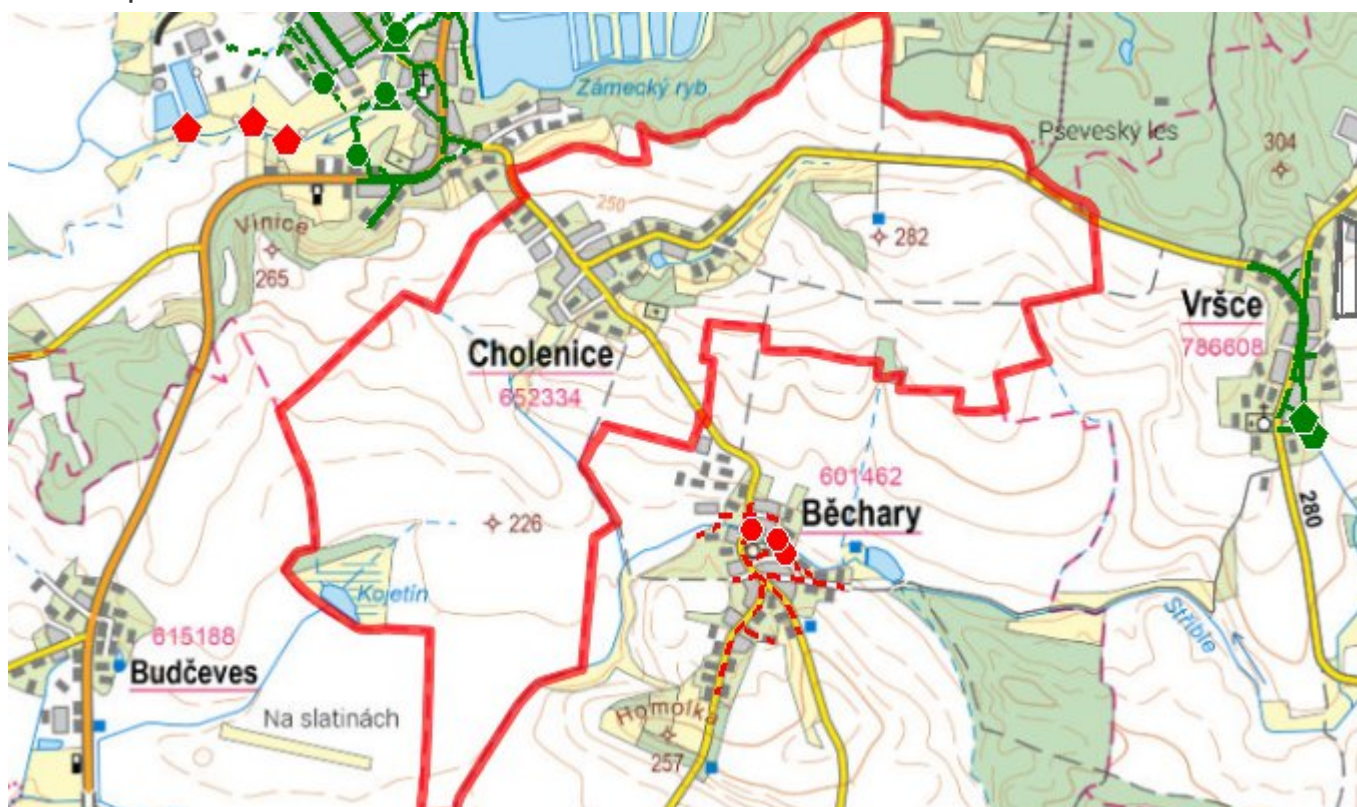 Zámecký ryb.
Pševeský les
304
Vinice
265
250
282
Vršce
786608
Cholenice
652334
601462
Běchary
226
280
Kojetín
615188
Budčeves
Stříble
Na slatinách
Homolka
257